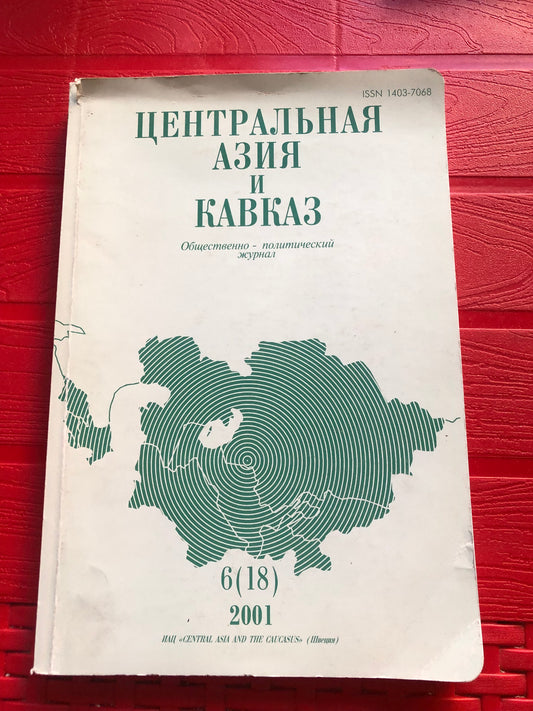 ISSN 1403-7068
ЦЕНТРАЛЬНАЯ
АЗИЯ
И
КАВКАЗ
Общественно - политический
журнал
6(18)
2001
ИАЦ «CENTRAL ASIA AND THE CAUCASUS» (Швеция)